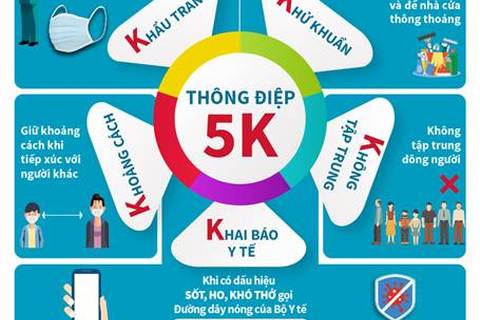 KHẨU TRANG
KHỬ KHUẨN
và để nhà cửa
thông thoáng
THÔNG ĐIỆP
5K
Giữ khoảng
cách khi
tiếp xúc với
người khác
KHOẢNG CÁCH
KHÔNG
TẬP TRUNG
Không
tập trung
đông người
KHAI BÁO
Y TẾ
Khi có dấu hiệu
SỐT, HO, KHÓ THỞ gọi
Đường dây nóng của Bộ Y tế